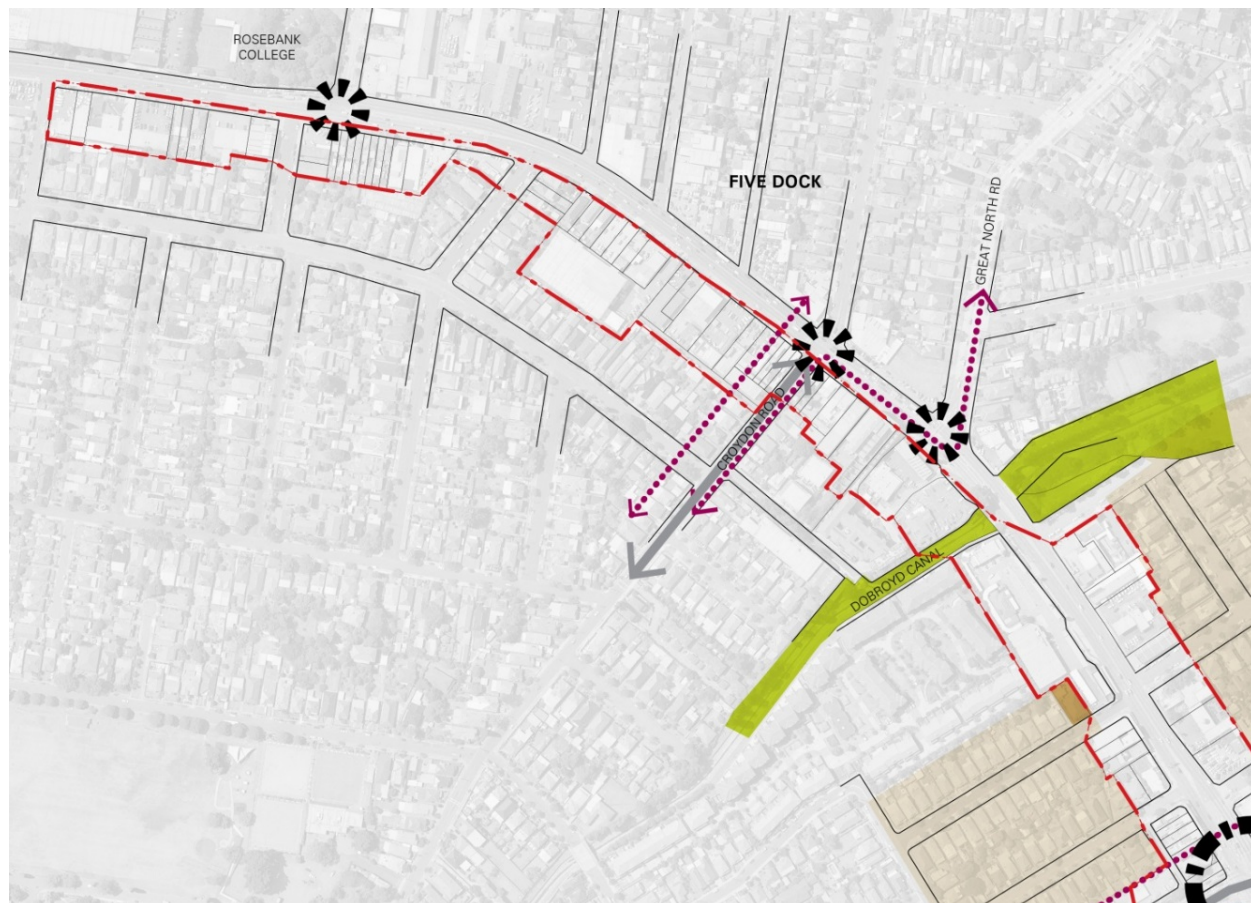 ROSEBANK
COLLEGE
FIVE DOCK
GREAT NORTH RD
CROYDON ROAD
DOBROYD CANAL